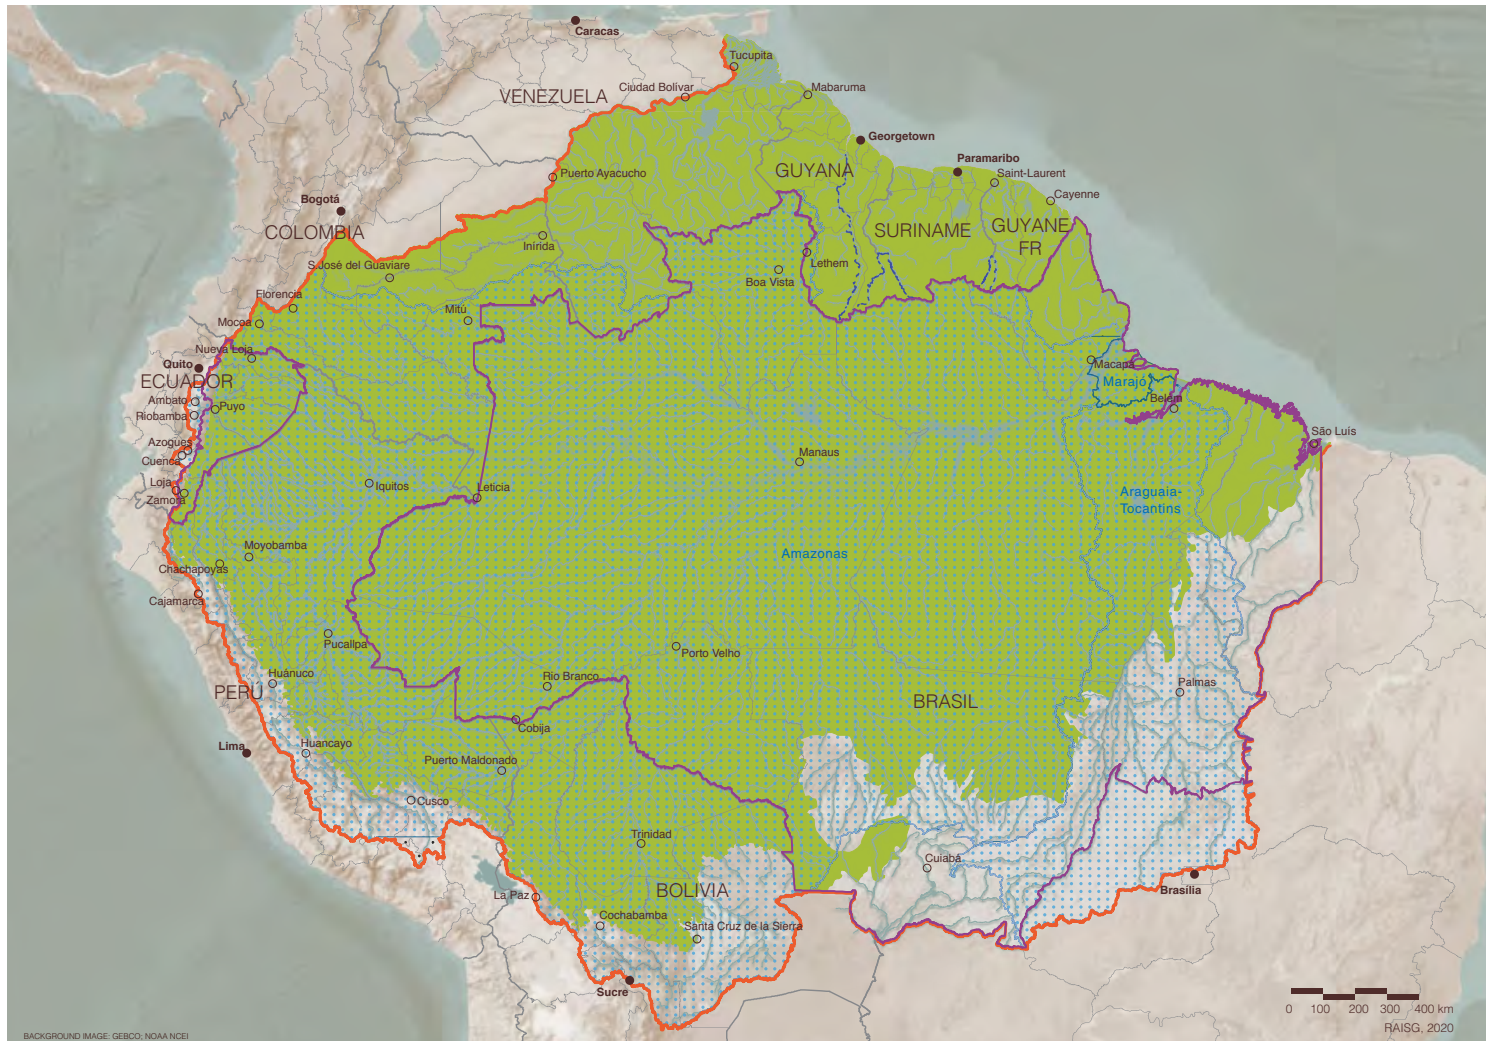 Caracas
Tucupita
VENEZUELA
Ciudad Bolívar
Mabaruma
Georgetown
Paramaribo
Puerto Ayacucho
GUYANA
Saint-Laurent
Cayenne
Bogotá
COLOMBIA
SURINAME
GUYANE
FR
Inírida
S.José del Guaviare
Lethem
Boa Vista
Florencia
Mitú
Mocoa
Nueva Loja
Quito
ECUADOR
Macapá
Marajó
Ambato
Puyo
Belém
Riobamba
Azogues
São Luís
Cuenca
Manaus
Loja
Iquitos
Leticia
Araguaia-
Tocantins
Zamora
Moyobamba
Amazonas
Chachapoyas
Cajamarca
Pucallpa
Porto Velho
Huánuco
Rio Branco
Palmas
PERÚ
BRASIL
Cobija
Lima
Huancayo
Puerto Maldonado
Cusco
Trinidad
Cuiabá
BOLIVIA
Brasília
La Paz
Cochabamba
Santa Cruz de la Sierra
Sucre
0 100 200 300 400 km
RAISG, 2020
BACKGROUND IMAGE: GEBCO; NOAA NCEI